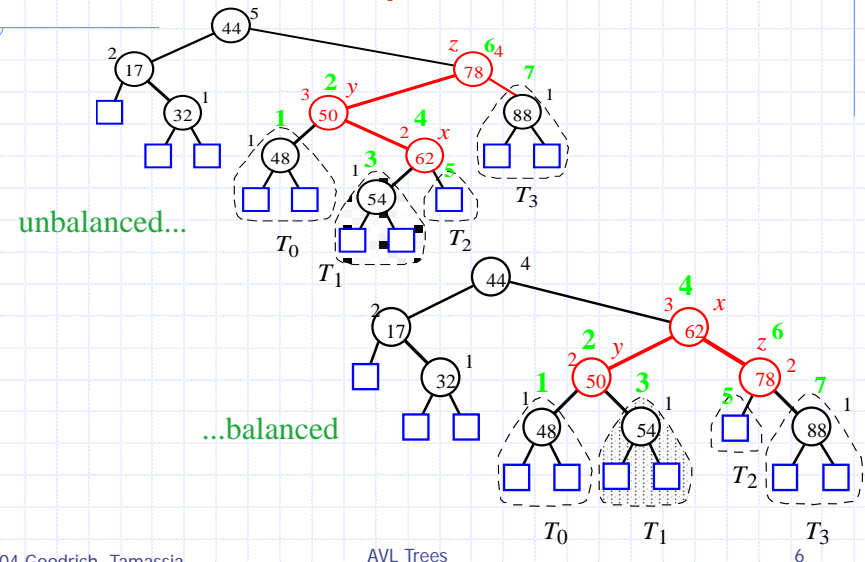 44 5
2 17
z 6 4
78
7
32 1
3 2 y
50
88 1
1
1 48
4
2 x
62
3
1 54
5
T3
unbalanced...
T0
T2
T1
44 4
4
3 x
62
2 17
2
2 y
50
z 6
78 2
32 1
1
1 48
3
54 1
5
7
88 1
...balanced
T2
T0
T1
T3
04 Goodrich, Tamassia
AVL Trees
6